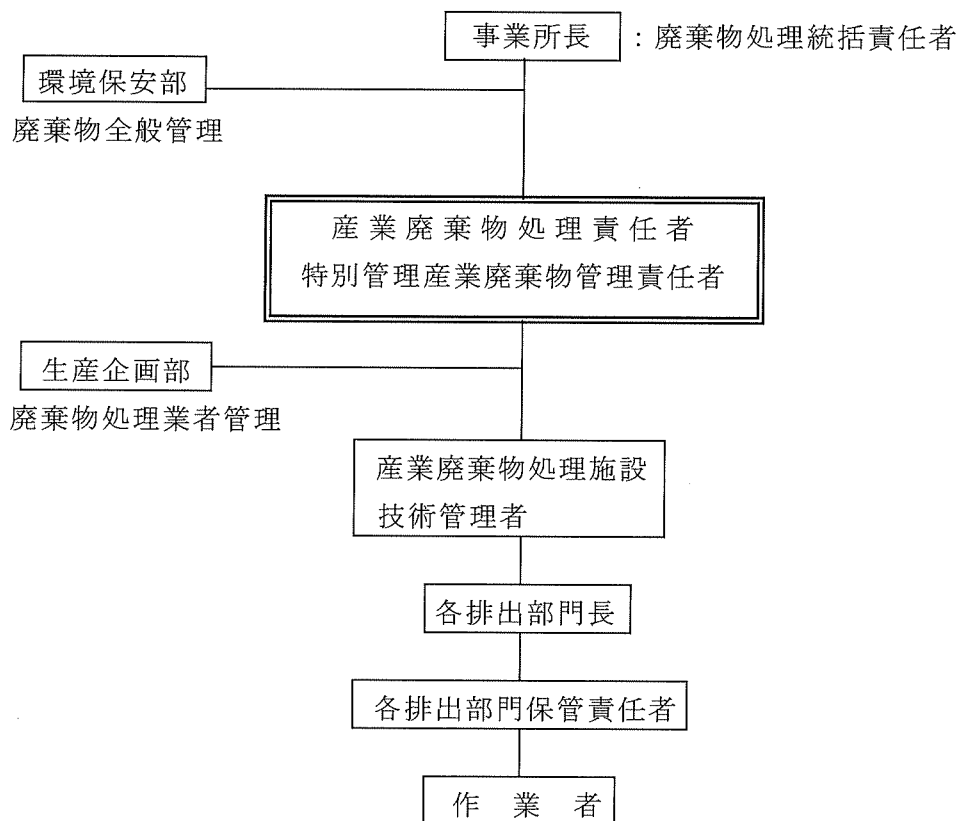 事業所長 ：廃棄物処理統括責任者
環境保安部
廃棄物全般管理
産業廃棄物処理責任者
特別管理産業廃棄物管理責任者
生産企画部
廃棄物処理業者管理
産業廃棄物処理施設
技術管理者
各排出部門長
各排出部門保管責任者
作業者